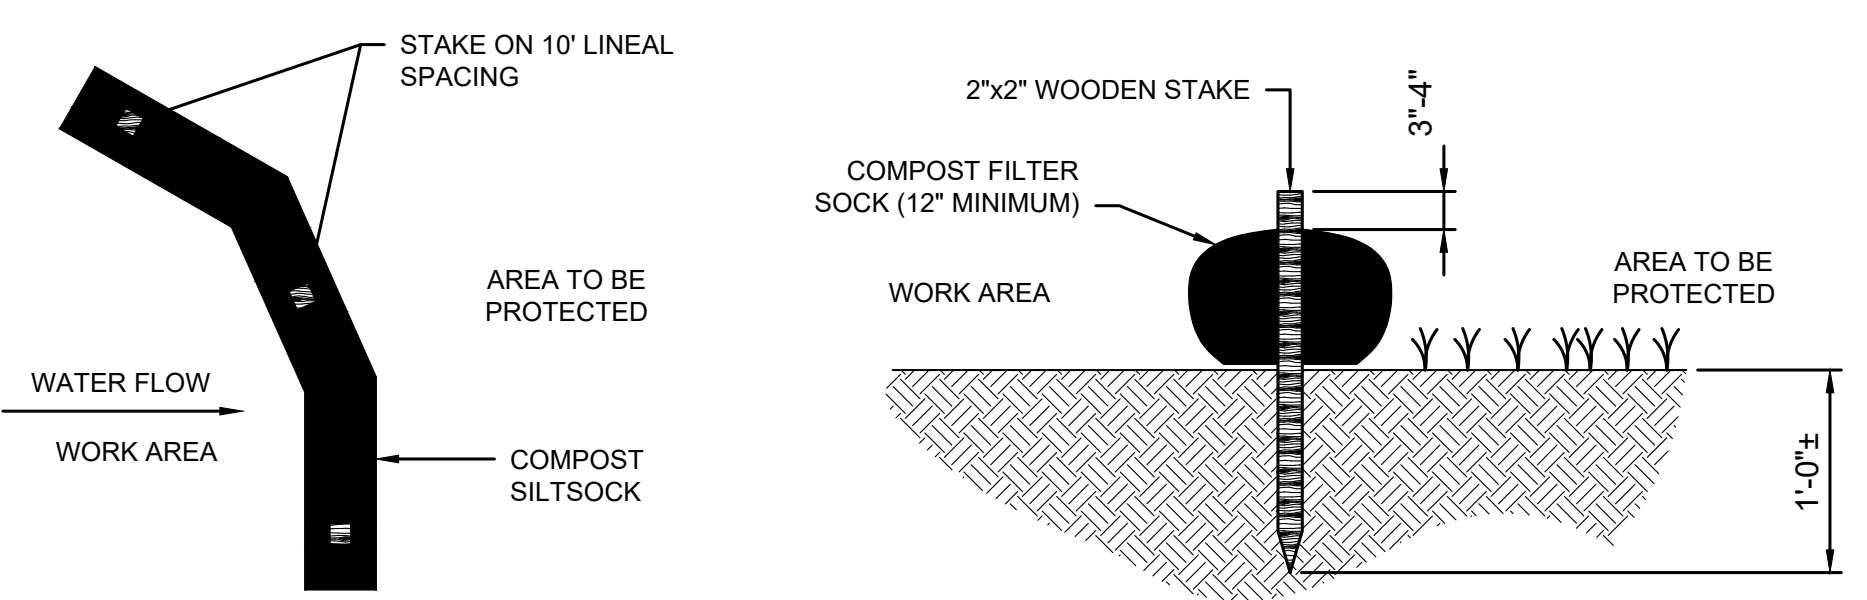 STAKE ON 10' LINEAL
SPACING
AREA TO BE
PROTECTED
WATER FLOW
WORK AREA
COMPOST
SILTSOCK
2"x2" WOODEN STAKE
3"-4"
COMPOST FILTER
SOCK (12" MINIMUM)
WORK AREA
AREA TO BE
PROTECTED
1'-0"±